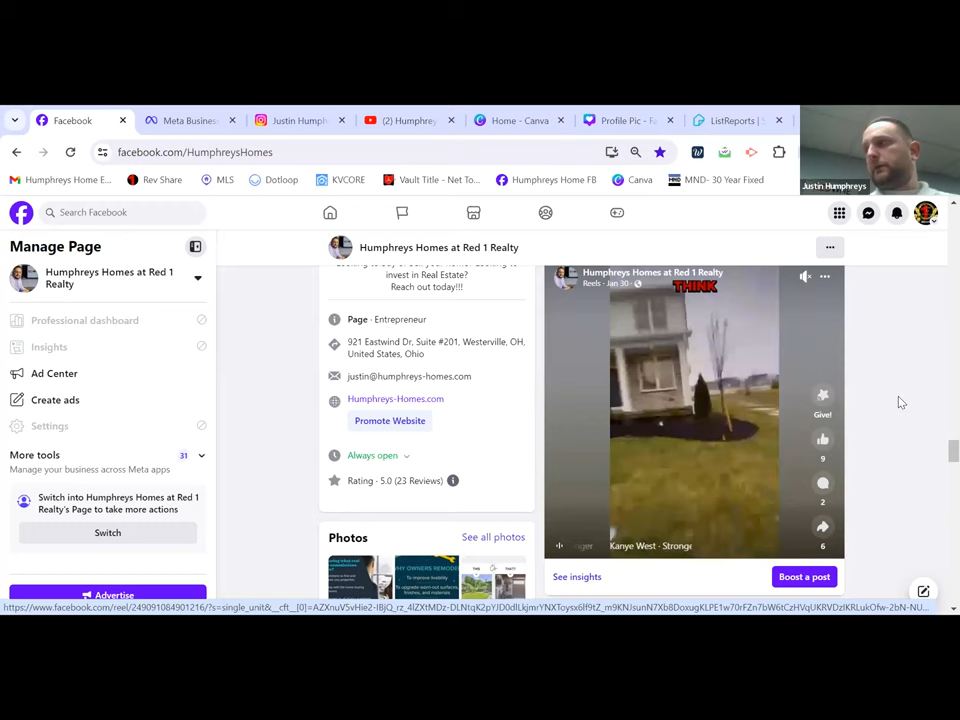 Facebook
Meta Busines
Justin Humph
(2) Humphrey
Home - Canva
Profile Pic - Fa
ListReports | S
facebook.com/HumphreysHomes
Humphreys Home E...
Rev Share
MLS
Dotloop
KVCORE
Vault Title - Net To...
Humphreys Home FB
Canva
MND- 30 Year Fixed
Justin Humphreys
Search Facebook
Manage Page
Humphreys Homes at Red 1
Realty
Professional dashboard
Insights
Ad Center
Create ads
Settings
More tools
31
Manage your business across Meta apps
Switch into Humphreys Homes at Red 1
Realty's Page to take more actions
Switch
Advertise
Humphreys Homes at Red 1 Realty
invest in Real Estate?
Reach out today!!!
Page · Entrepreneur
921 Eastwind Dr, Suite #201, Westerville, OH,
United States, Ohio
justin@humphreys-homes.com
Humphreys-Homes.com
Promote Website
Always open
Rating · 5.0 (23 Reviews)
Photos
See all photos
WHY OWNERS REMODEL
Humphreys Homes at Red 1 Realty
Reels · Jan 30 ·
THINK
Give!
9
2
6
Kanye West · Stronge
See insights
Boost a post